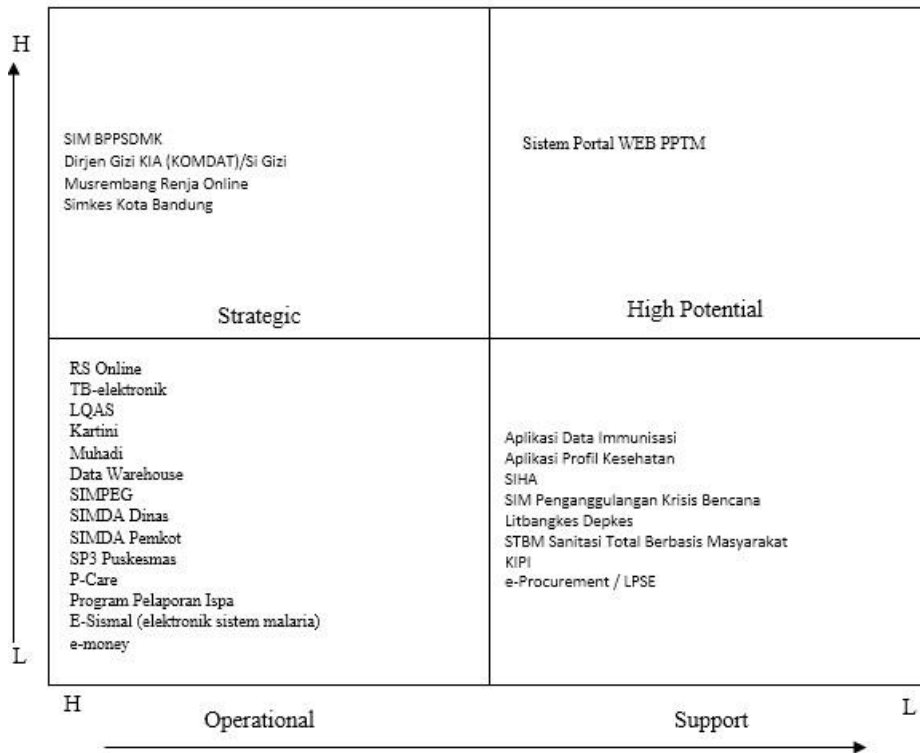 H
SIM BPPSDMK
Dirjen Gizi KIA (KOMDAT)/Si Gizi
Musrembang Renja Online
Simkes Kota Bandung
Strategic
Sistem Portal WEB PPTM
High Potential
RS Online
TB-elektronik
LQAS
Kartini
Muhadi
Data Warehouse
SIMPEG
SIMDA Dinas
SIMDA Pemkot
SP3 Puskesmas
P-Care
Program Pelaporan Ispa
E-Sismal (elektronik sistem malaria)
e-money
Aplikasi Data Immunisasi
Aplikasi Profil Kesehatan
SIHA
SIM Penganggulangan Krisis Bencana
Litbangkes Depkes
STBM Sanitasi Total Berbasis Masyarakat
KIPI
e-Procurement / LPSE
L
H
Operational
Support
L